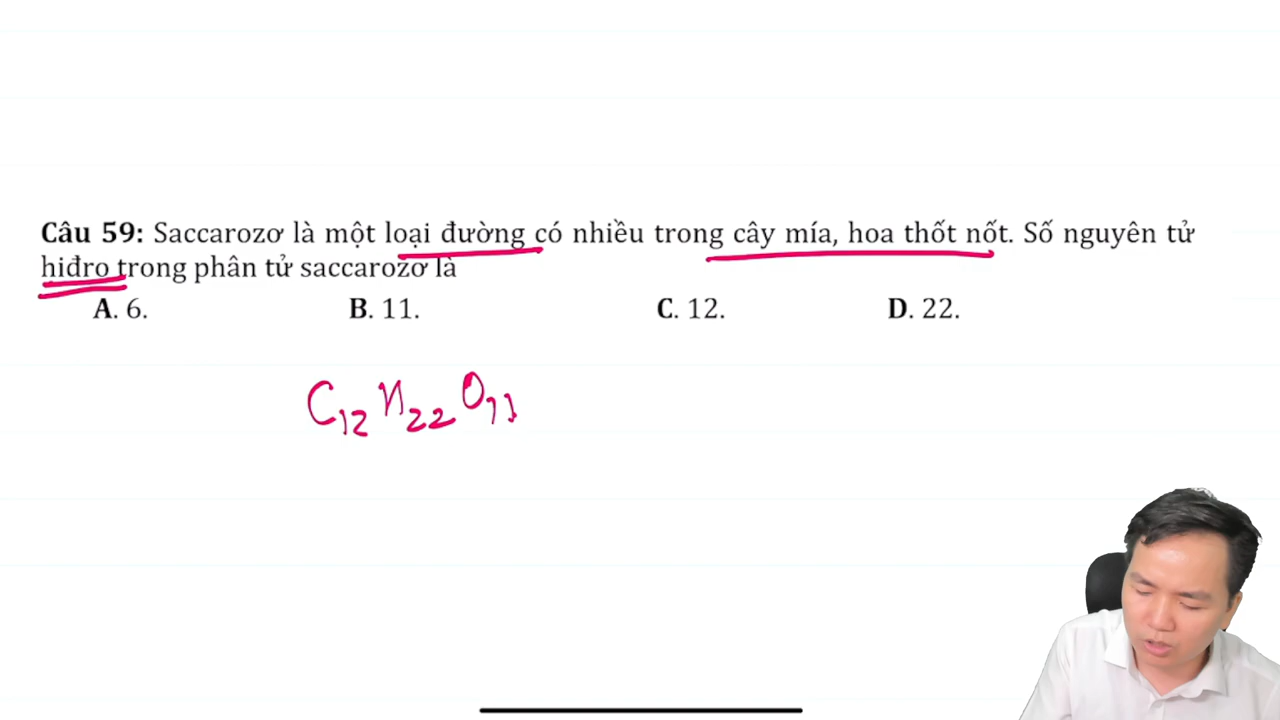 Câu 59: Saccarozơ là một loại đường có nhiều trong cây mía, hoa thốt nốt. Số nguyên tử
hiđro trong phân tử saccarozơ là
A. 6. B. 11. C. 12. D. 22.
C₁₂H₂₂O₁₁